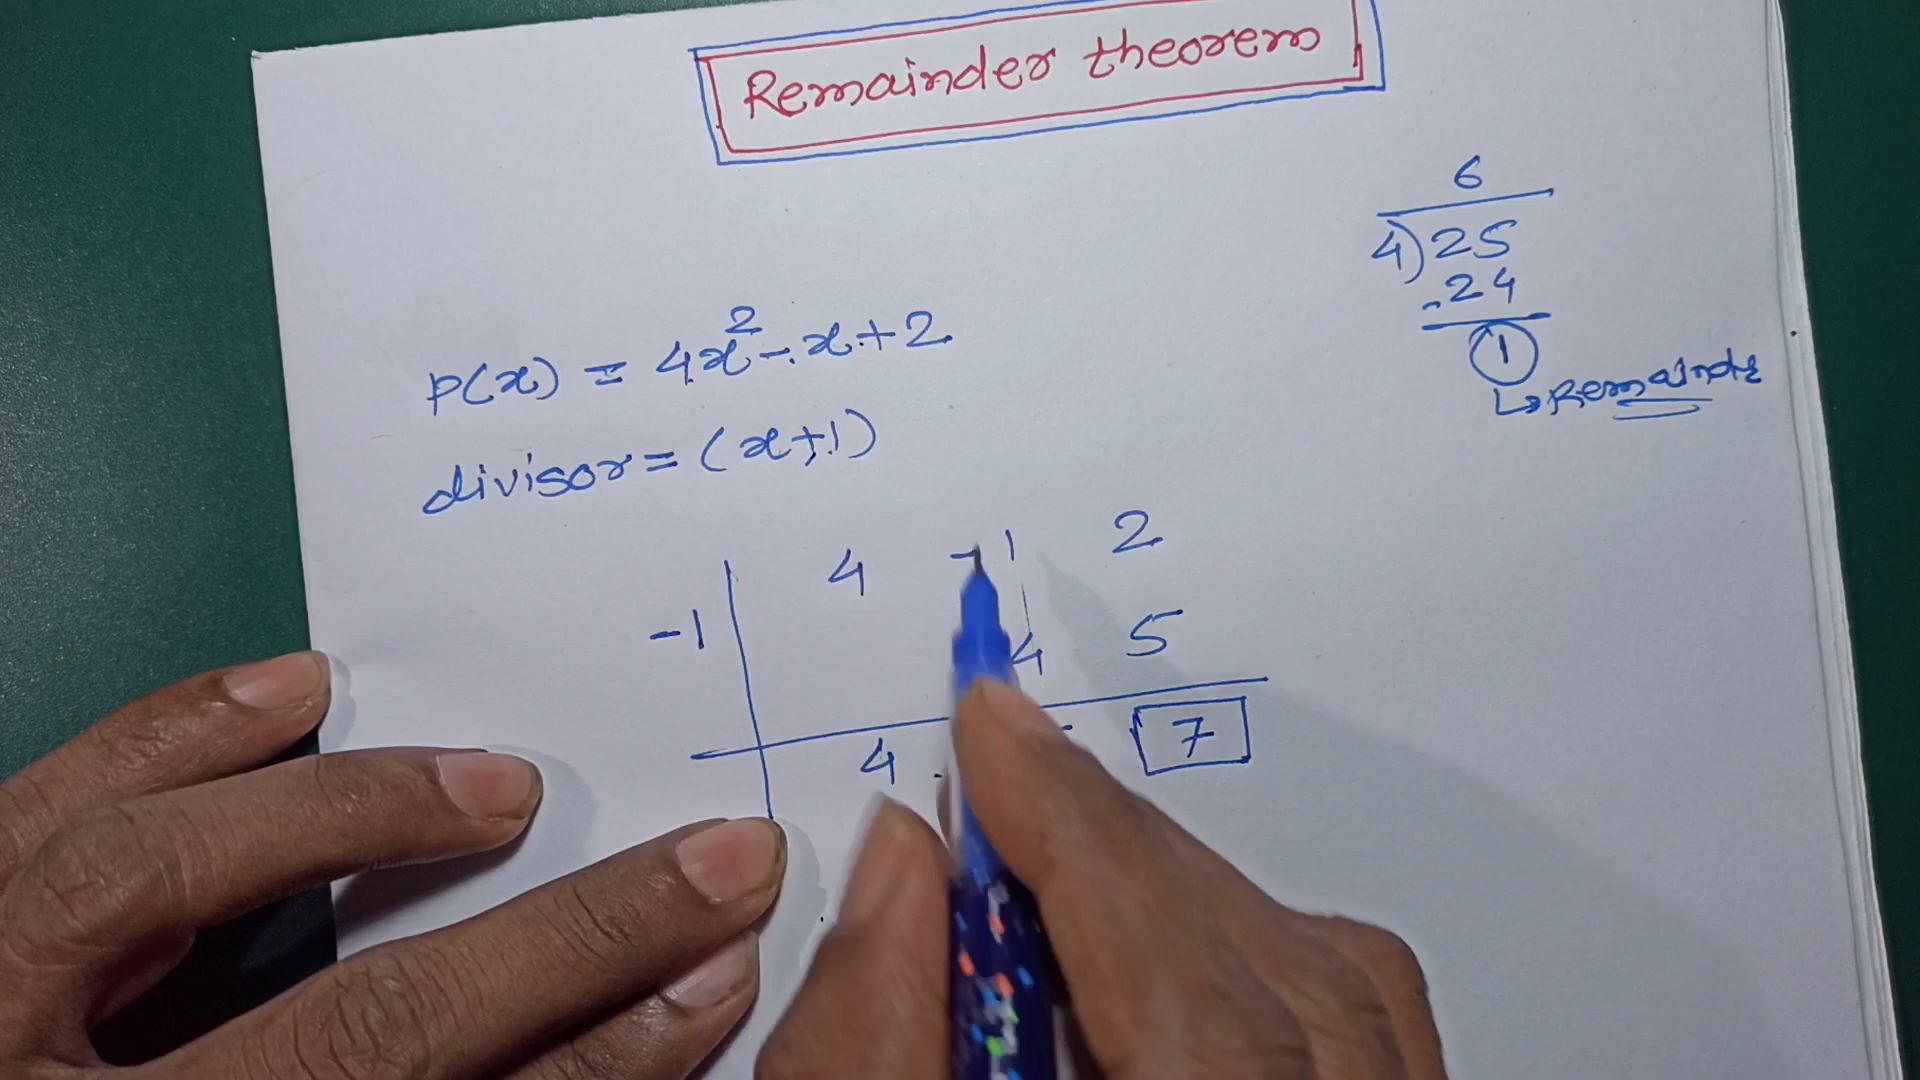 Remainder theorem
6
4)25
-24
1
↳ Remainde
p(x) = 4x² - x + 2
divisor = (x+1)
4 -1 2
-1
4 5
4 7